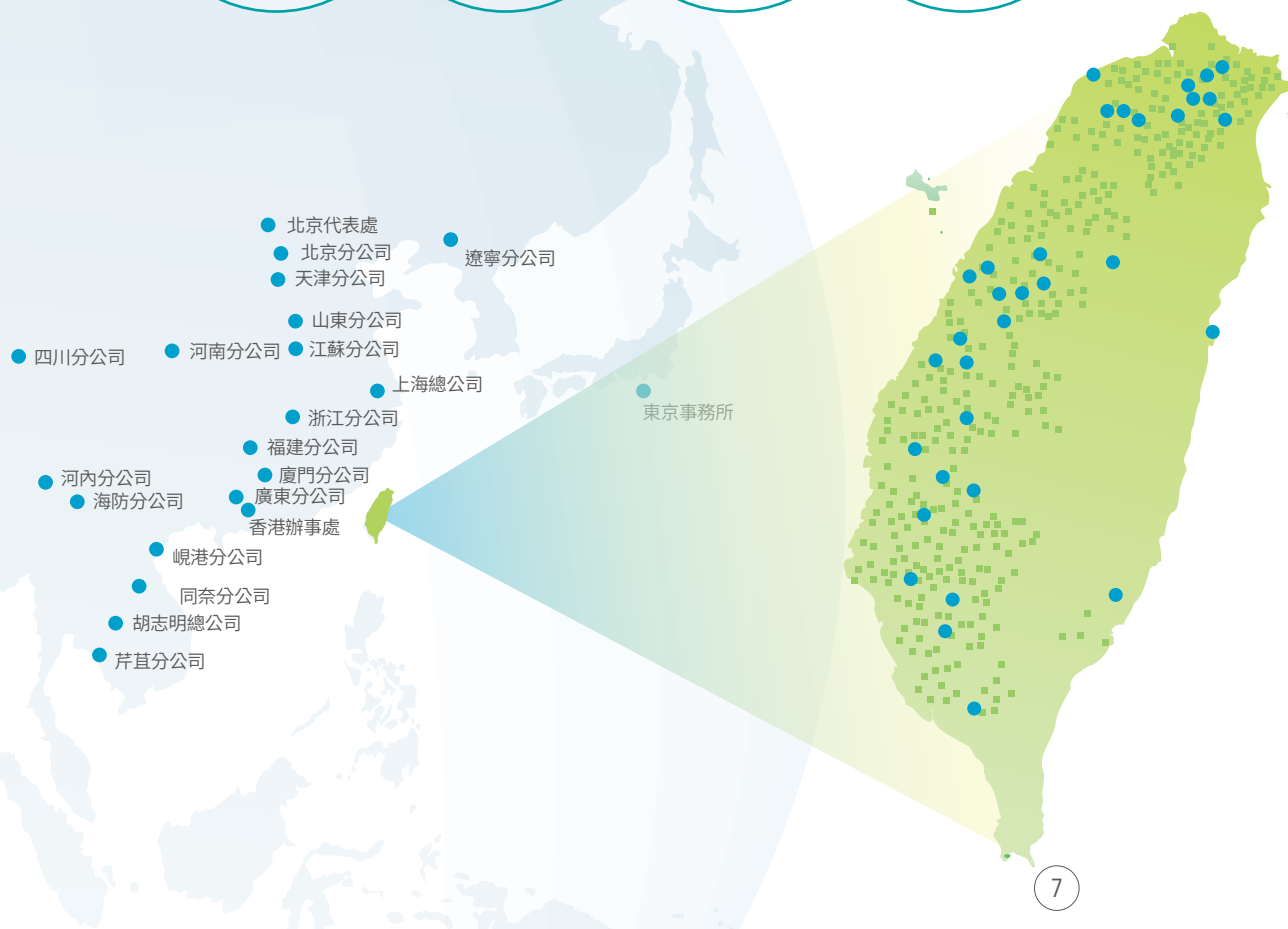 北京代表處
北京分公司
遼寧分公司
天津分公司
山東分公司
四川分公司
河南分公司
江蘇分公司
上海總公司
東京事務所
浙江分公司
福建分公司
河內分公司
廈門分公司
海防分公司
廣東分公司
香港辦事處
峴港分公司
同奈分公司
胡志明總公司
芹苴分公司
7